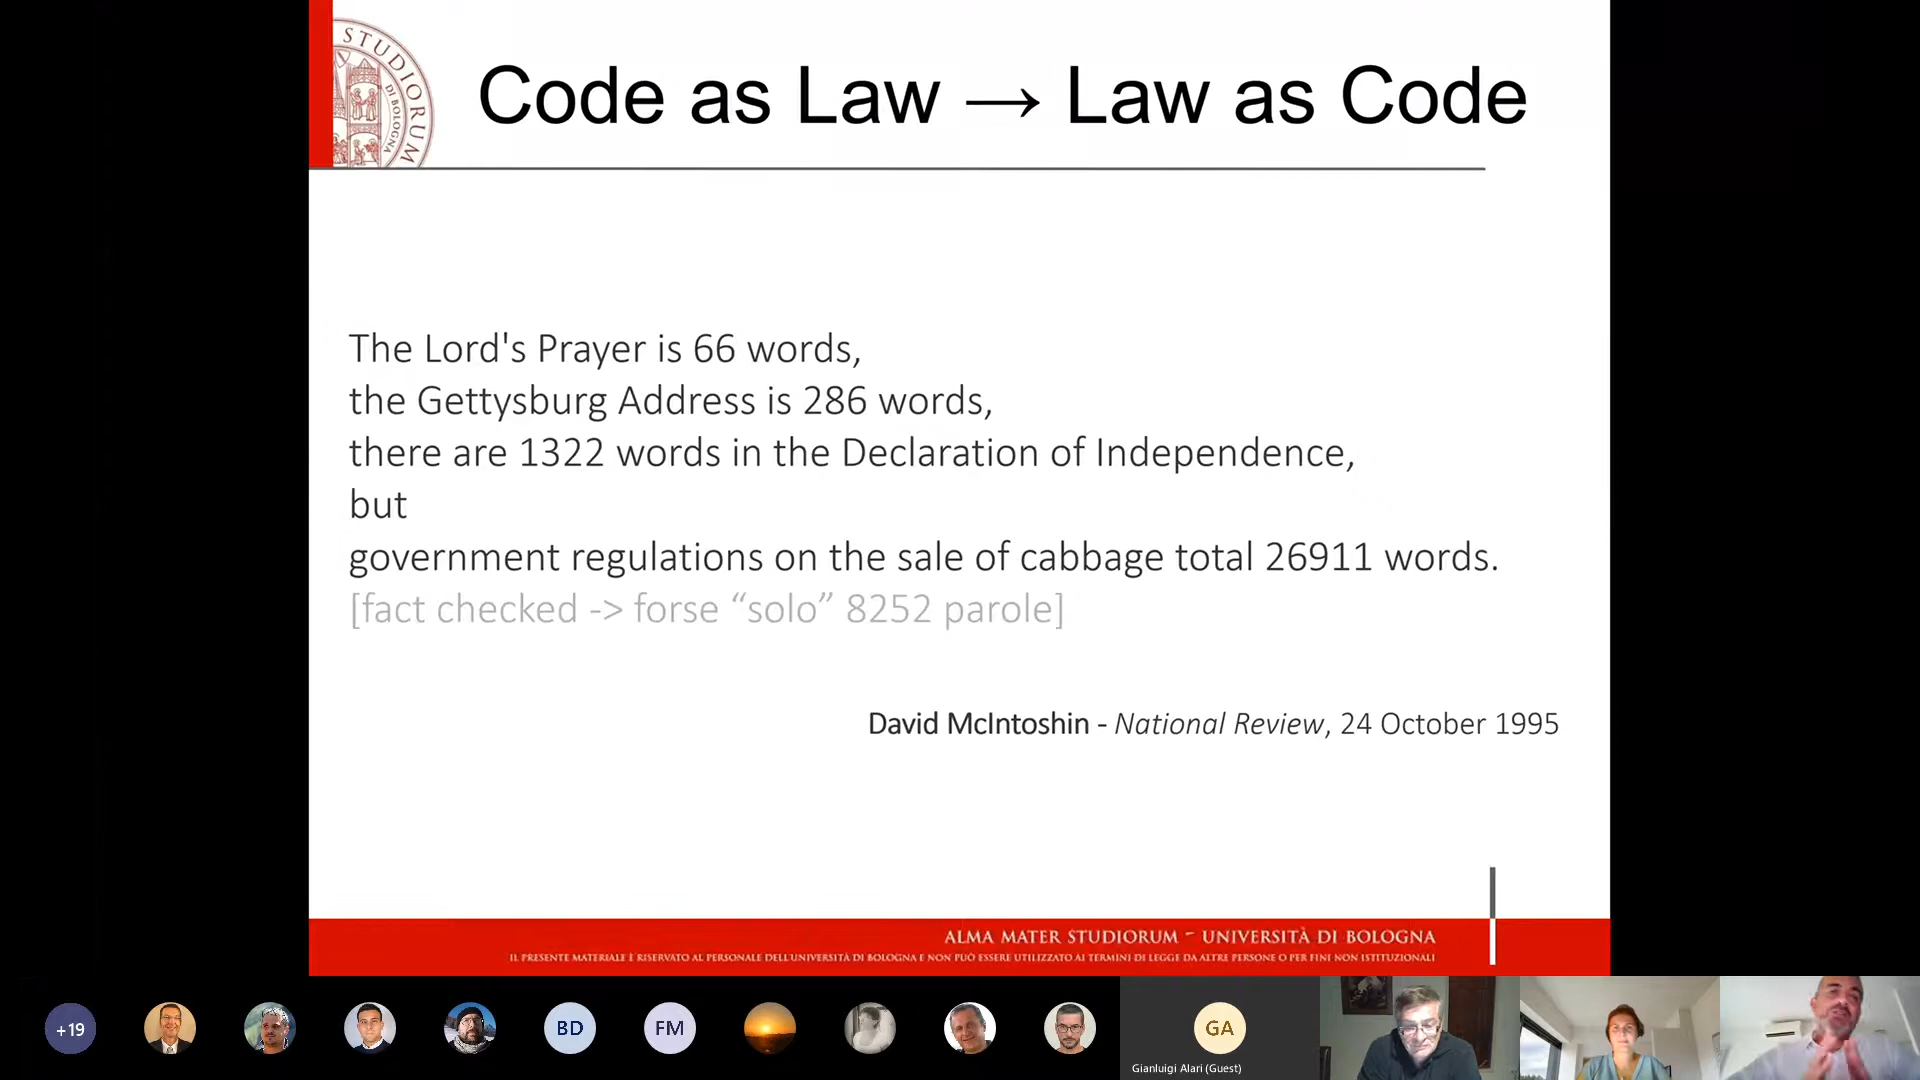 STUDIORUM
DI BOLOGNA
Code as Law → Law as Code
The Lord's Prayer is 66 words,
the Gettysburg Address is 286 words,
there are 1322 words in the Declaration of Independence,
but
government regulations on the sale of cabbage total 26911 words.
[fact checked -> forse “solo” 8252 parole]
David McIntoshin - National Review, 24 October 1995
ALMA MATER STUDIORUM – UNIVERSITÀ DI BOLOGNA
IL PRESENTE MATERIALE È RISERVATO AL PERSONALE DELL'UNIVERSITÀ DI BOLOGNA E NON PUÒ ESSERE UTILIZZATO AI TERMINI DI LEGGE DA ALTRE PERSONE O PER FINI NON ISTITUZIONALI
+19
BD
FM
GA
Gianluigi Alari (Guest)